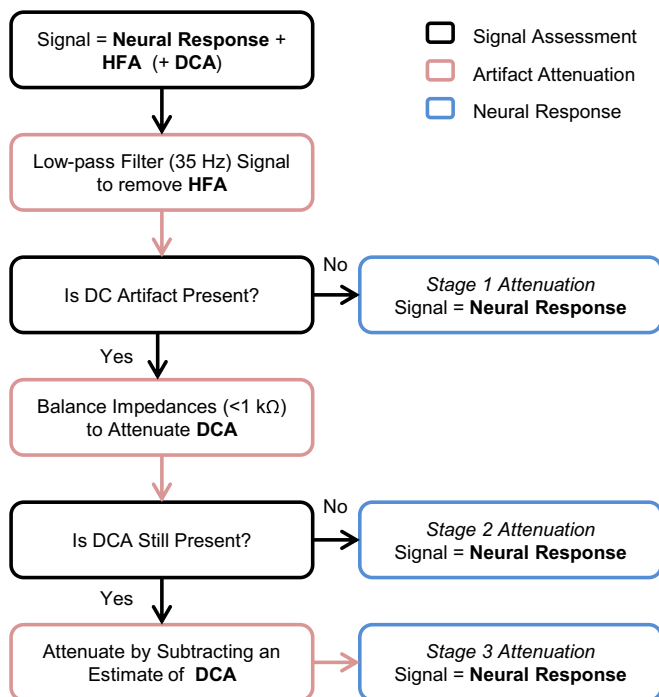 Signal = Neural Response +
HFA (+ DCA)
Signal Assessment
Artifact Attenuation
Neural Response
Low-pass Filter (35 Hz) Signal
to remove HFA
Is DC Artifact Present?
No
Stage 1 Attenuation
Signal = Neural Response
Yes
Balance Impedances (<1 kΩ)
to Attenuate DCA
Is DCA Still Present?
No
Stage 2 Attenuation
Signal = Neural Response
Yes
Attenuate by Subtracting an
Estimate of DCA
Stage 3 Attenuation
Signal = Neural Response